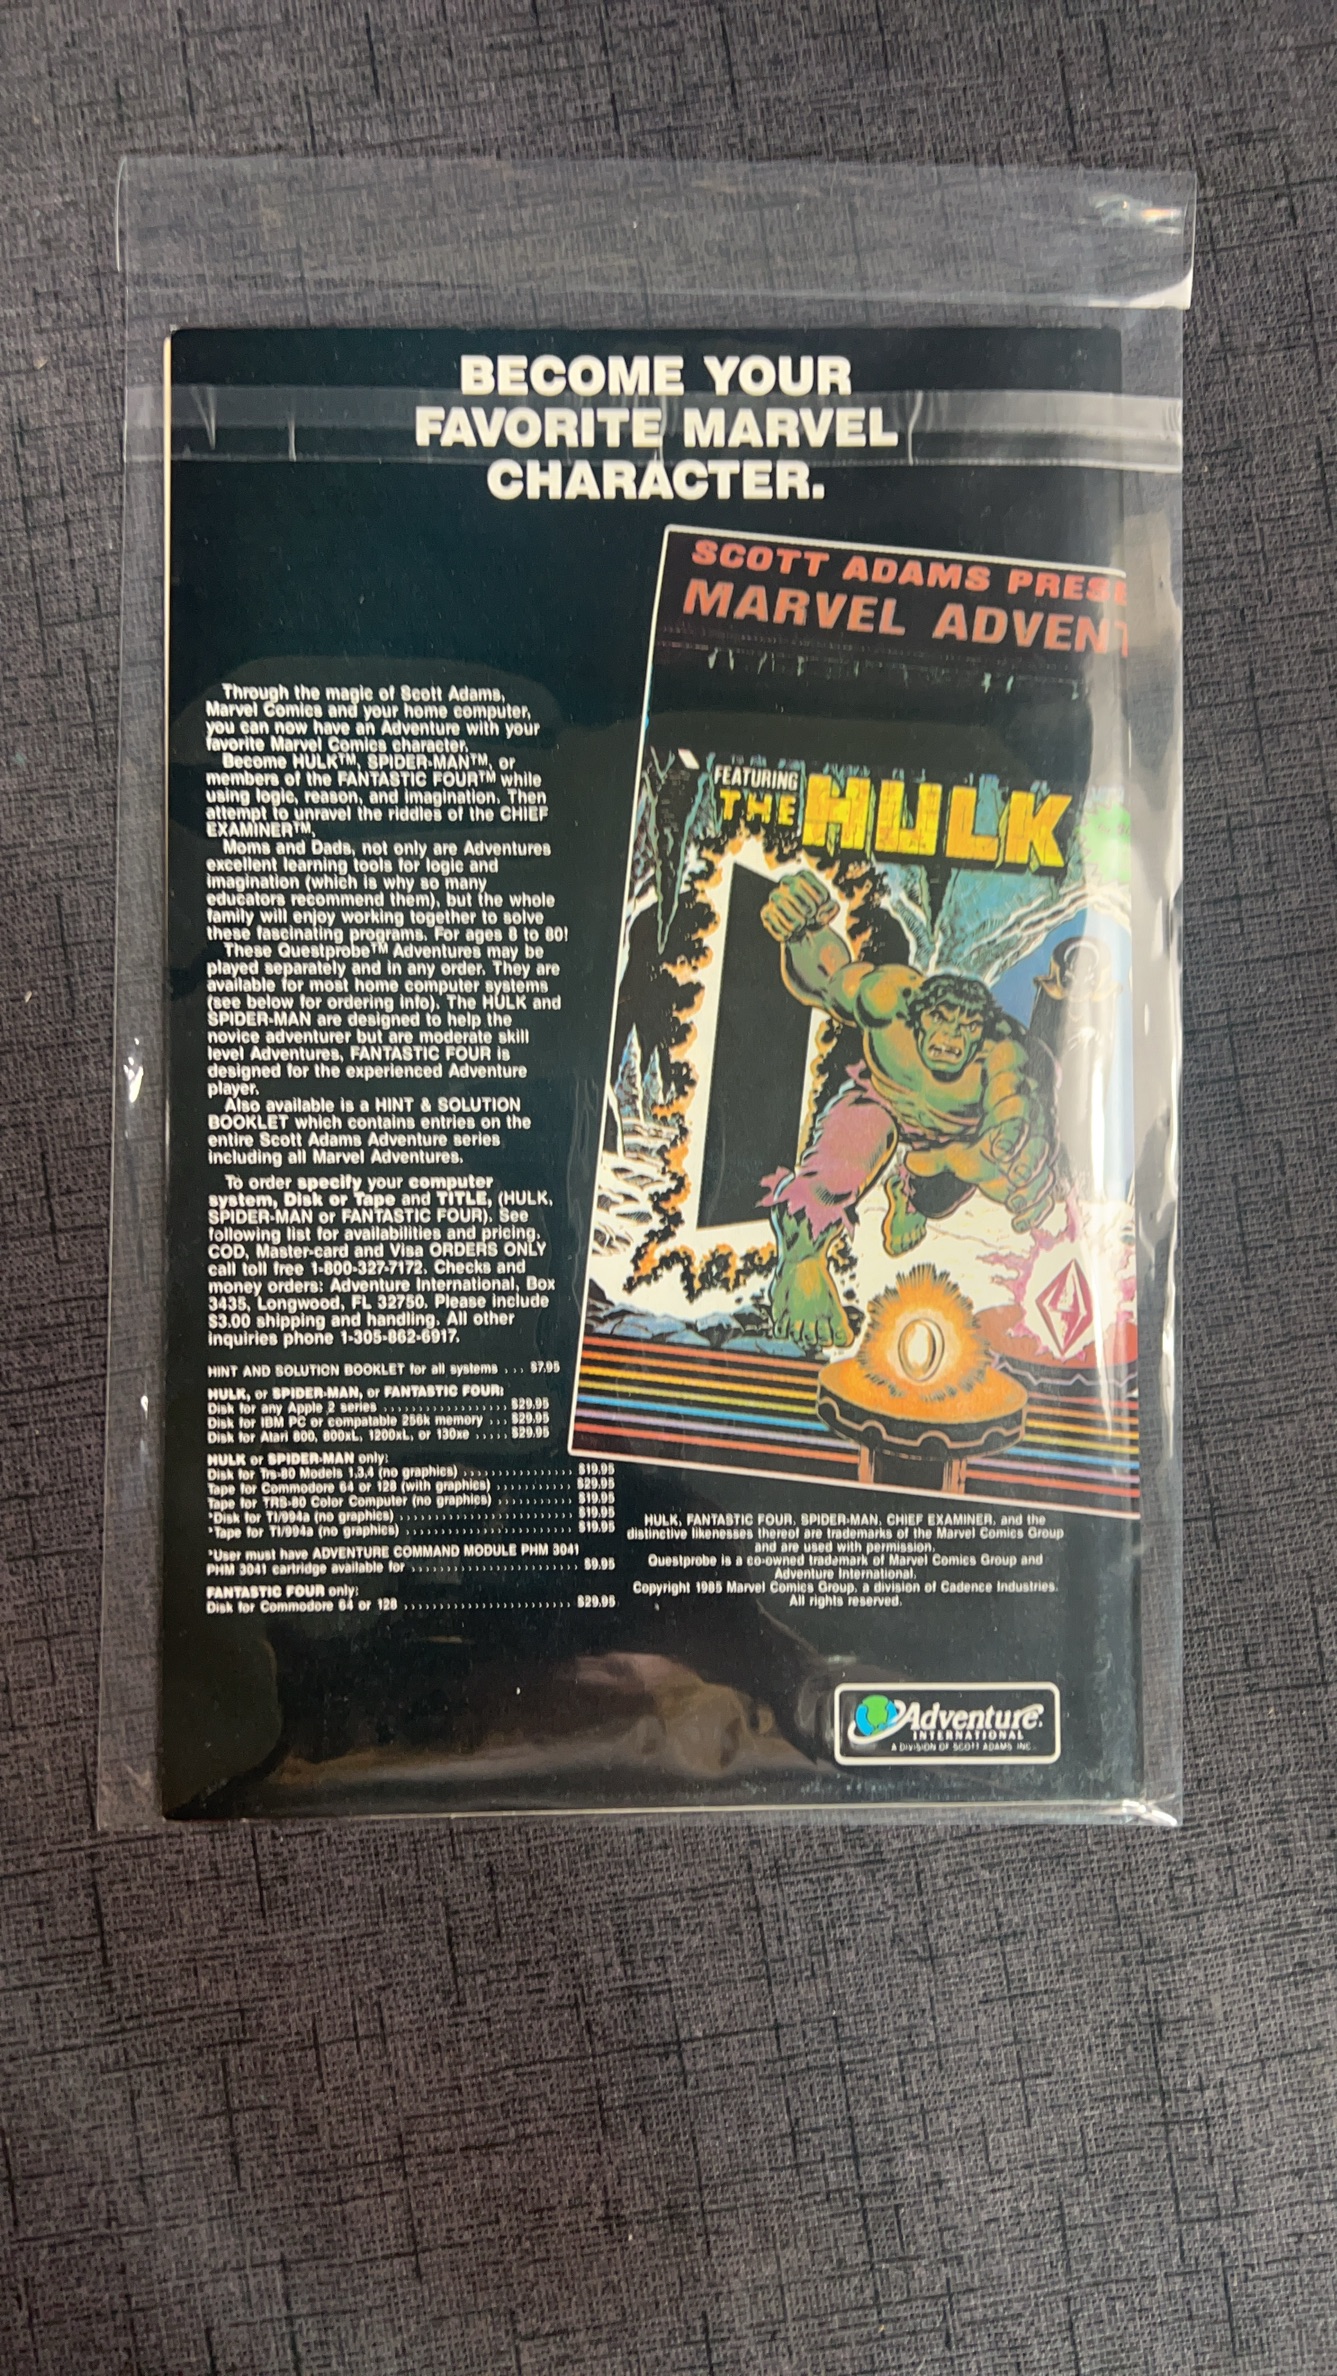 BECOME YOUR
FAVORITE MARVEL
CHARACTER.
SCOTT ADAMS PRESE
MARVEL ADVENT
FEATURING
THE HULK
Through the magic of Scott Adams,
Marvel Comics and your home computer,
you can now have an Adventure with your
favorite Marvel Comics character.
Become HULK™, SPIDER-MAN™, or
members of the FANTASTIC FOUR™ while
using logic, reason, and imagination. Then
attempt to unravel the riddles of the CHIEF
EXAMINER™.
Moms and Dads, not only are Adventures
excellent learning tools for logic and
imagination (which is why so many
educators recommend them), but the whole
family will enjoy working together to solve
these fascinating programs. For ages 8 to 80!
These Questprobe™ Adventures may be
played separately and in any order. They are
available for most home computer systems
(see below for ordering info). The HULK and
SPIDER-MAN are designed to help the
novice adventurer but are moderate skill
level Adventures, FANTASTIC FOUR is
designed for the experienced Adventure
player.
Also available is a HINT & SOLUTION
BOOKLET which contains entries on the
entire Scott Adams Adventure series
including all Marvel Adventures.
To order specify your computer
system, Disk or Tape and TITLE, (HULK,
SPIDER-MAN or FANTASTIC FOUR). See
following list for availabilities and pricing.
COD, Master-card and Visa ORDERS ONLY
call toll free 1-800-327-7172. Checks and
money orders: Adventure International, Box
3435, Longwood, FL 32750. Please include
$3.00 shipping and handling. All other
inquiries phone 1-305-862-6917.
HINT AND SOLUTION BOOKLET for all systems . . . $7.95
HULK, or SPIDER-MAN, or FANTASTIC FOUR:
Disk for any Apple 2 series . . . . . . . . . . . . . . . . . $29.95
Disk for IBM PC or compatable 256k memory . . . $29.95
Disk for Atari 800, 800xL, 1200xL, or 130xe . . . . . $29.95
HULK or SPIDER-MAN only:
Disk for Trs-80 Models 1,3,4 (no graphics) . . . . . . . . . . . . . . . $19.95
Tape for Commodore 64 or 128 (with graphics) . . . . . . . . . . . $29.95
Tape for TRS-80 Color Computer (no graphics) . . . . . . . . . . . $19.95
*Disk for TI/994a (no graphics) . . . . . . . . . . . . . . . . . . . . . . . . $19.95
*Tape for TI/994a (no graphics) . . . . . . . . . . . . . . . . . . . . . . . . $19.95
*User must have ADVENTURE COMMAND MODULE PHM 3041
PHM 3041 cartridge available for . . . . . . . . . . . . . . . . . . . . . . . $9.95
FANTASTIC FOUR only:
Disk for Commodore 64 or 128 . . . . . . . . . . . . . . . . . . . . . . . . $29.95
HULK, FANTASTIC FOUR, SPIDER-MAN, CHIEF EXAMINER, and the
distinctive likenesses thereof are trademarks of the Marvel Comics Group
and are used with permission.
Questprobe is a co-owned trademark of Marvel Comics Group and
Adventure International.
Copyright 1985 Marvel Comics Group, a division of Cadence Industries.
All rights reserved.
Adventure
INTERNATIONAL
A DIVISION OF SCOTT ADAMS INC.